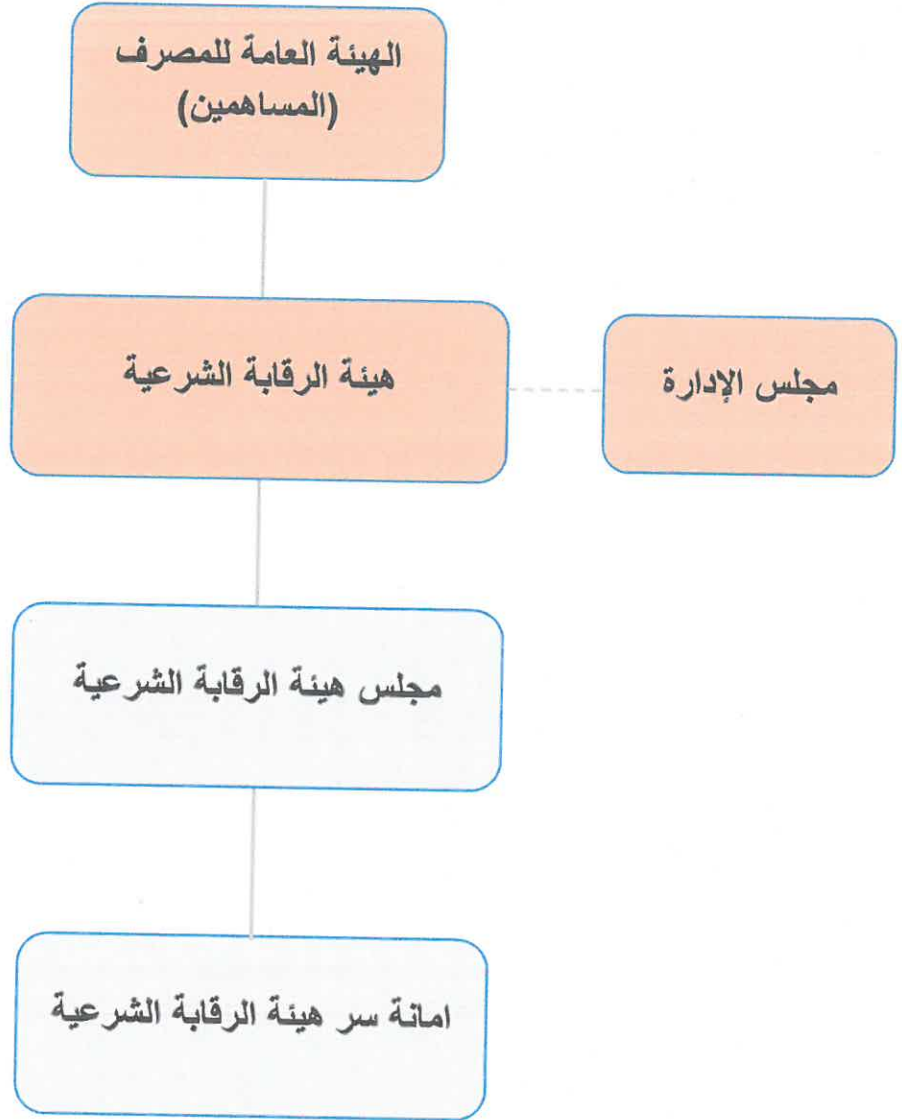 الهيئة العامة للمصرف
(المساهمين)
هيئة الرقابة الشرعية
مجلس الإدارة
مجلس هيئة الرقابة الشرعية
امانة سر هيئة الرقابة الشرعية